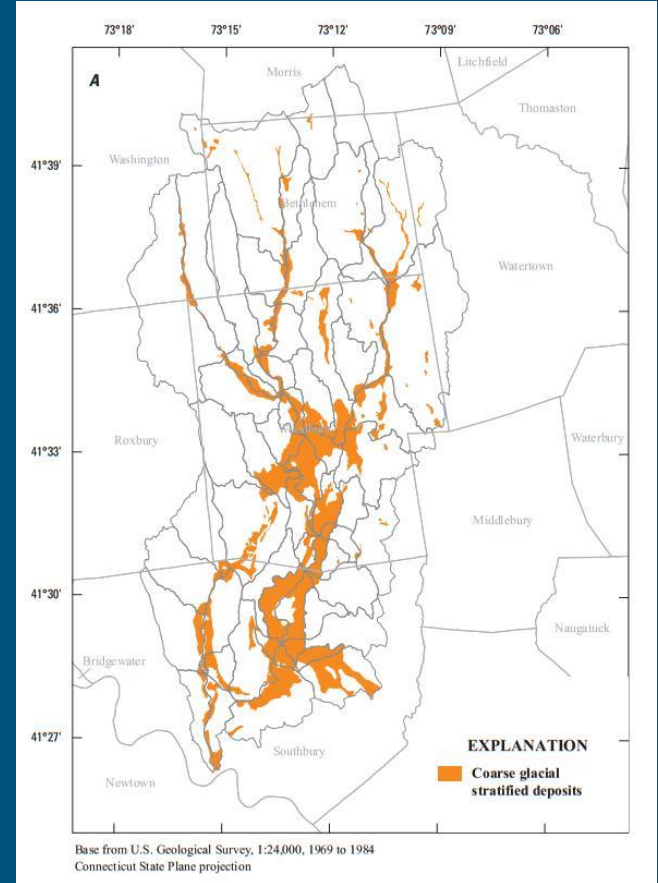 73°18' 73°15' 73°12' 73°09' 73°06'
A
Litchfield
Morris
Thomaston
41°39'
Washington
Bethlehem
Watertown
41°36'
Roxbury
Waterbury
41°33'
Middlebury
41°30'
Naugatuck
Bridgewater
41°27'
Southbury
Newtown
EXPLANATION
Coarse glacial
stratified deposits
Base from U.S. Geological Survey, 1:24,000, 1969 to 1984
Connecticut State Plane projection